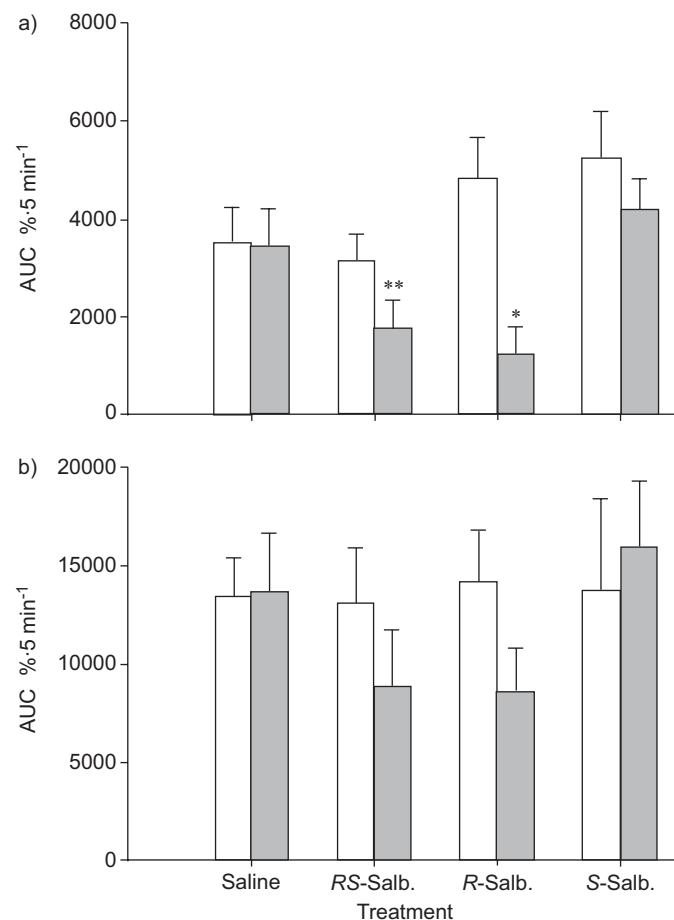 a)
8000
6000
4000
2000
0
AUC %·5 min⁻¹
**
*
b)
20000
15000
10000
5000
0
AUC %·5 min⁻¹
Saline RS-Salb. R-Salb. S-Salb.
Treatment